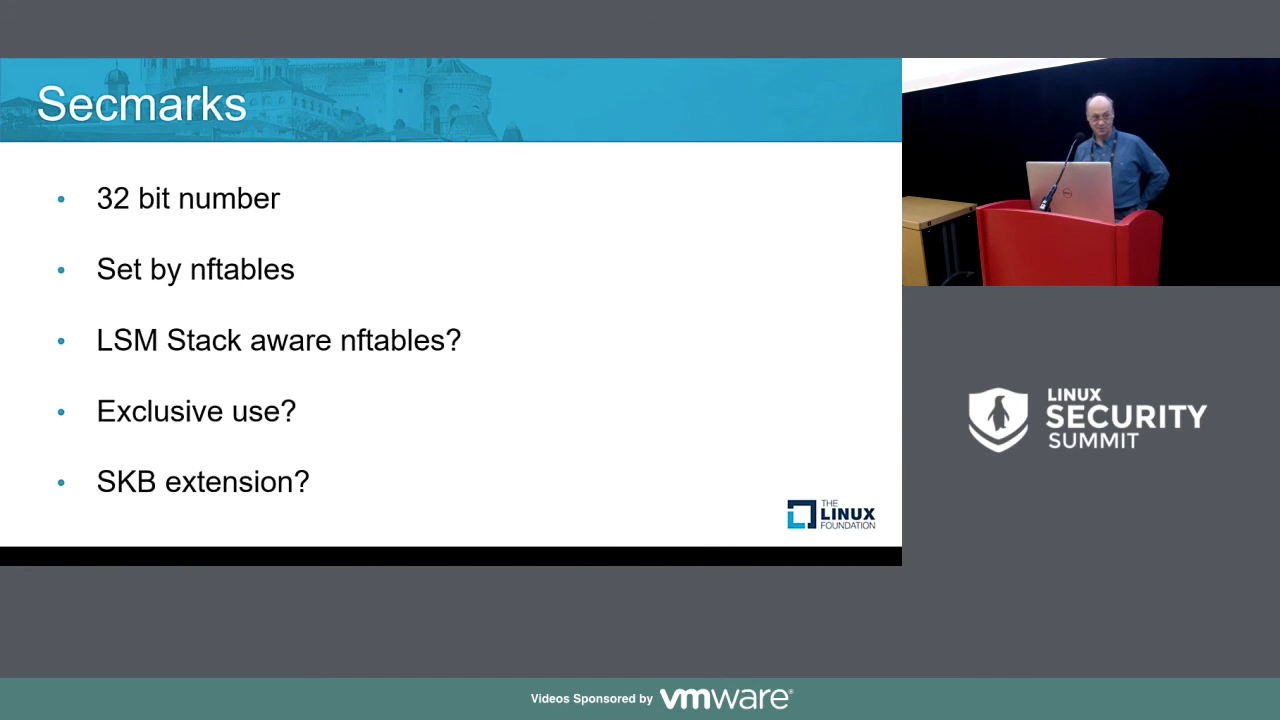 Secmarks
• 32 bit number
• Set by nftables
• LSM Stack aware nftables?
• Exclusive use?
• SKB extension?
THE
LINUX
FOUNDATION
LINUX
SECURITY
SUMMIT
Videos Sponsored by vmware®